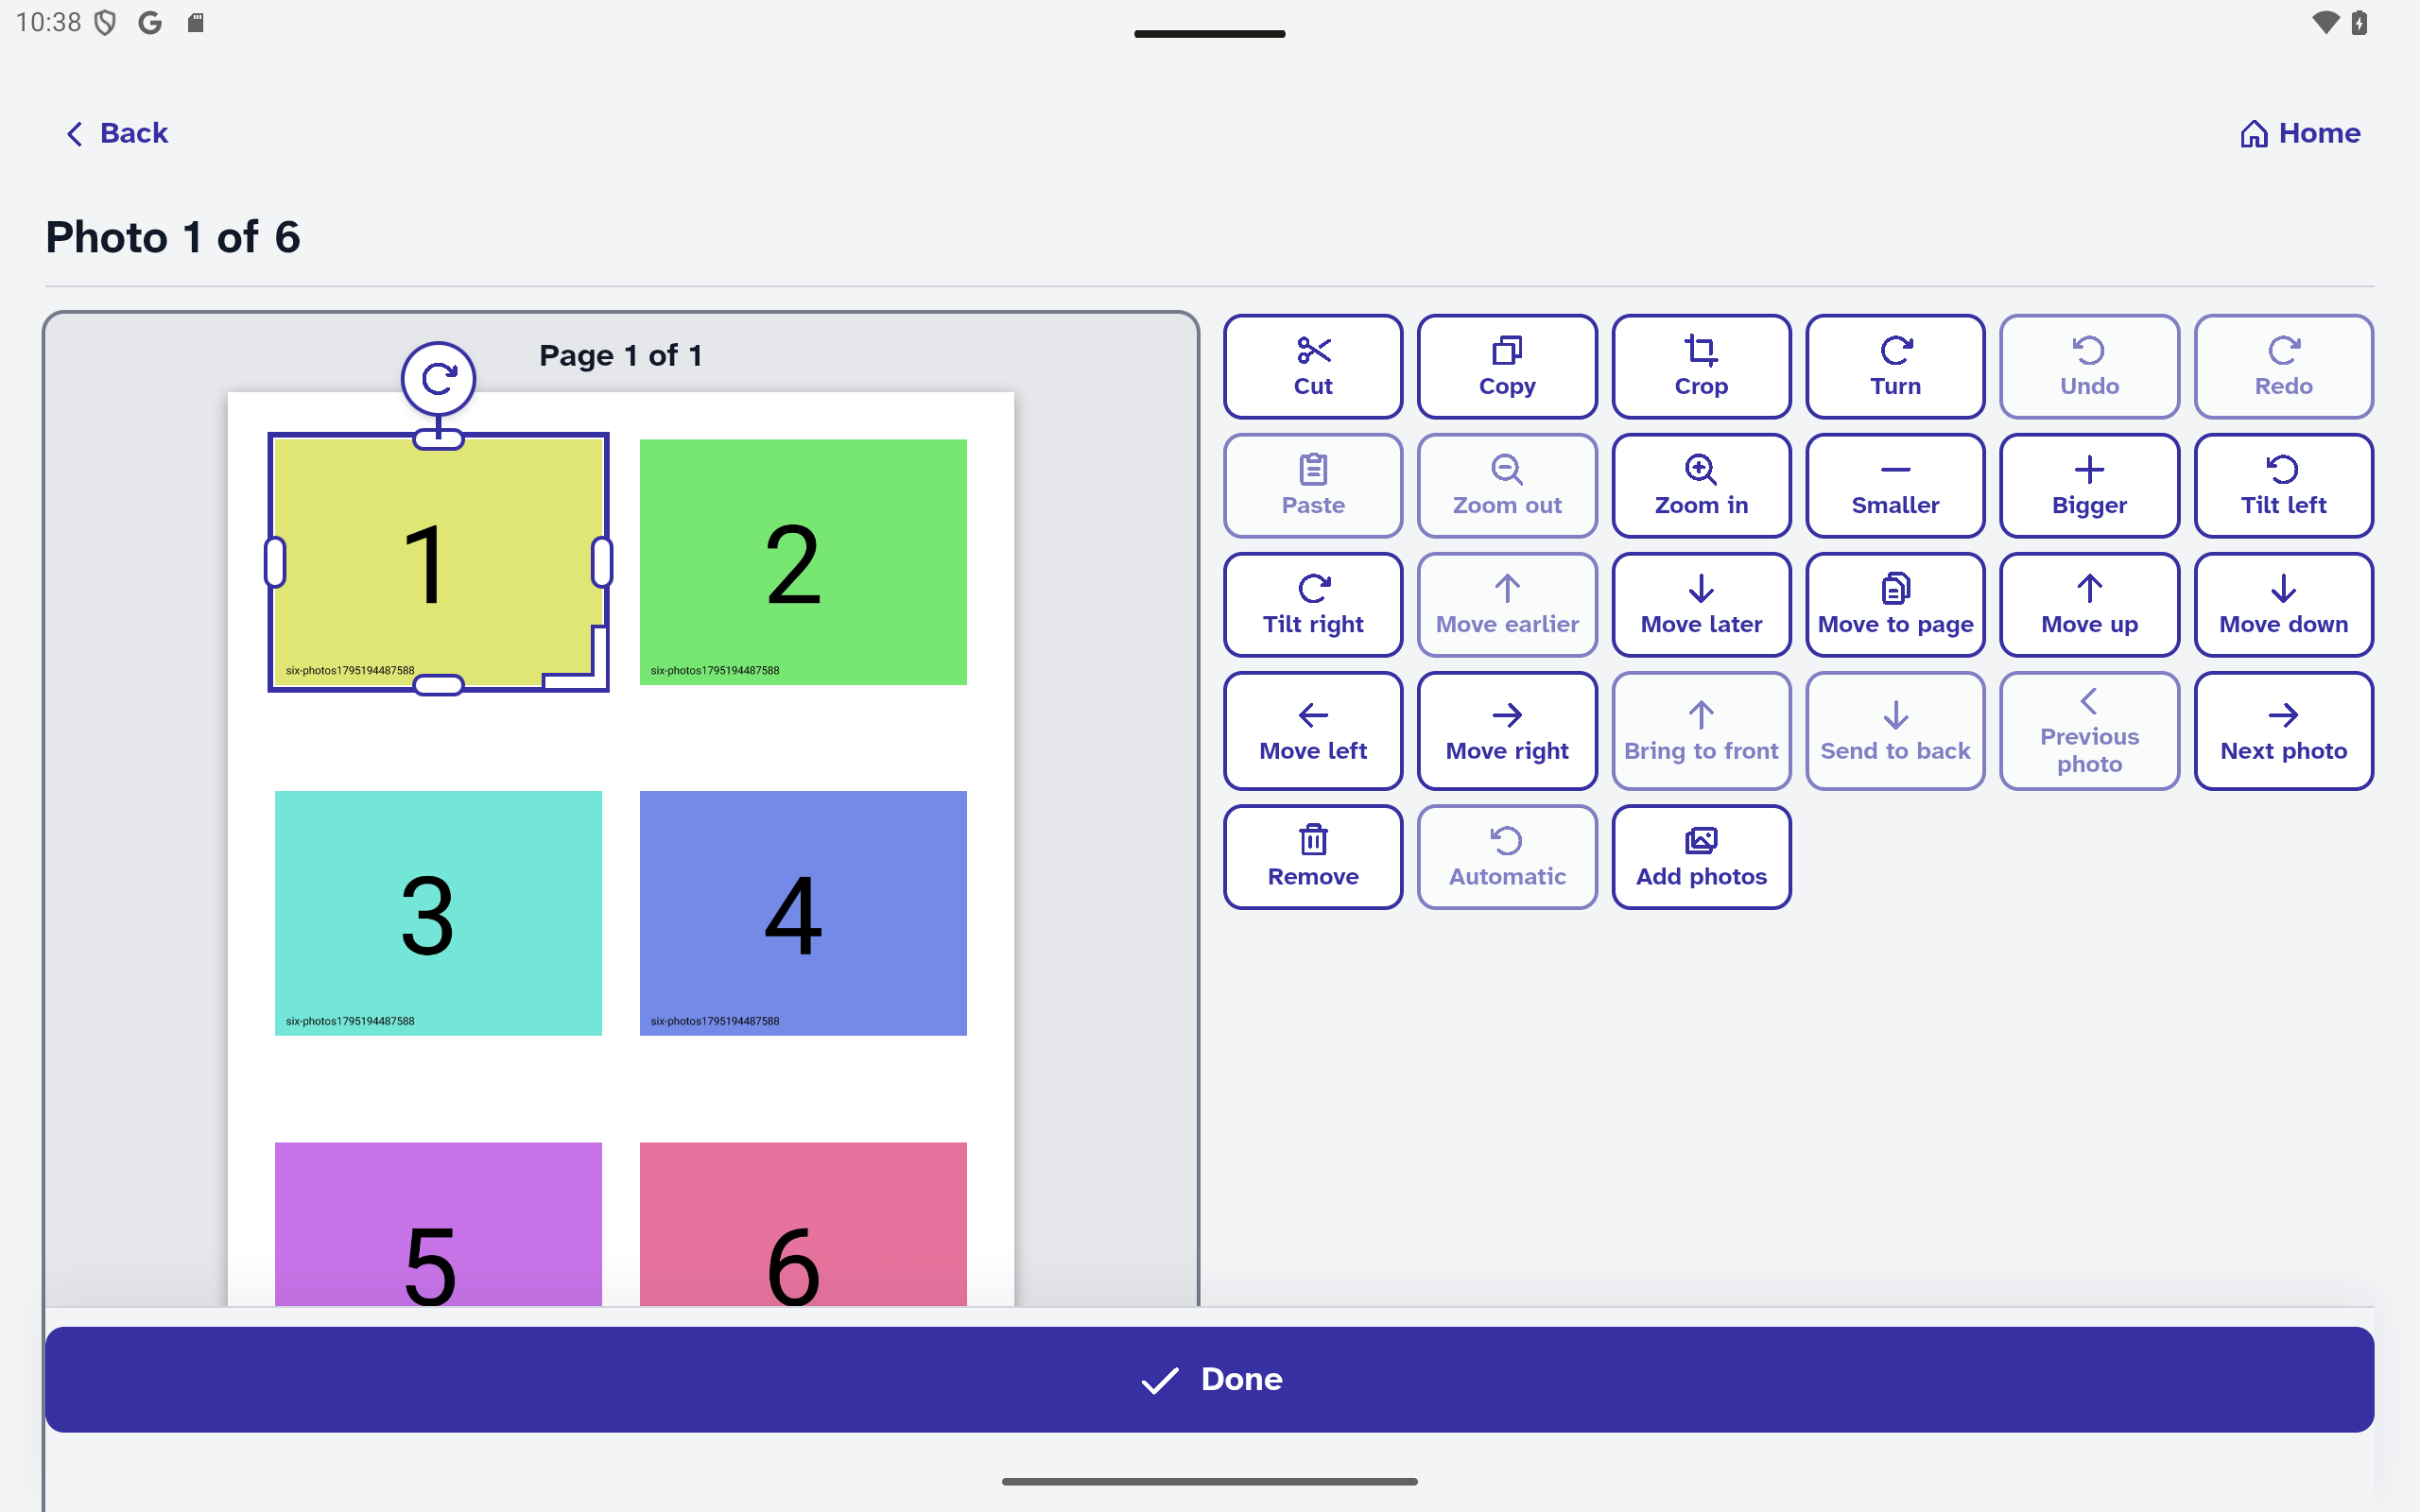 10:38
Back
Home
Photo 1 of 6
Page 1 of 1
1
six-photos1795194487588
2
six-photos1795194487588
3
six-photos1795194487588
4
six-photos1795194487588
5
6
Cut
Copy
Crop
Turn
Undo
Redo
Paste
Zoom out
Zoom in
Smaller
Bigger
Tilt left
Tilt right
Move earlier
Move later
Move to page
Move up
Move down
Move left
Move right
Bring to front
Send to back
Previous
photo
Next photo
Remove
Automatic
Add photos
Done